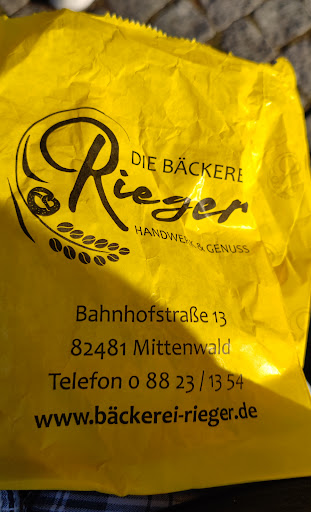 DIE BÄCKEREI
Rieger
HANDWERK & GENUSS
Bahnhofstraße 13
82481 Mittenwald
Telefon 0 88 23 / 13 54
www.bäckerei-rieger.de